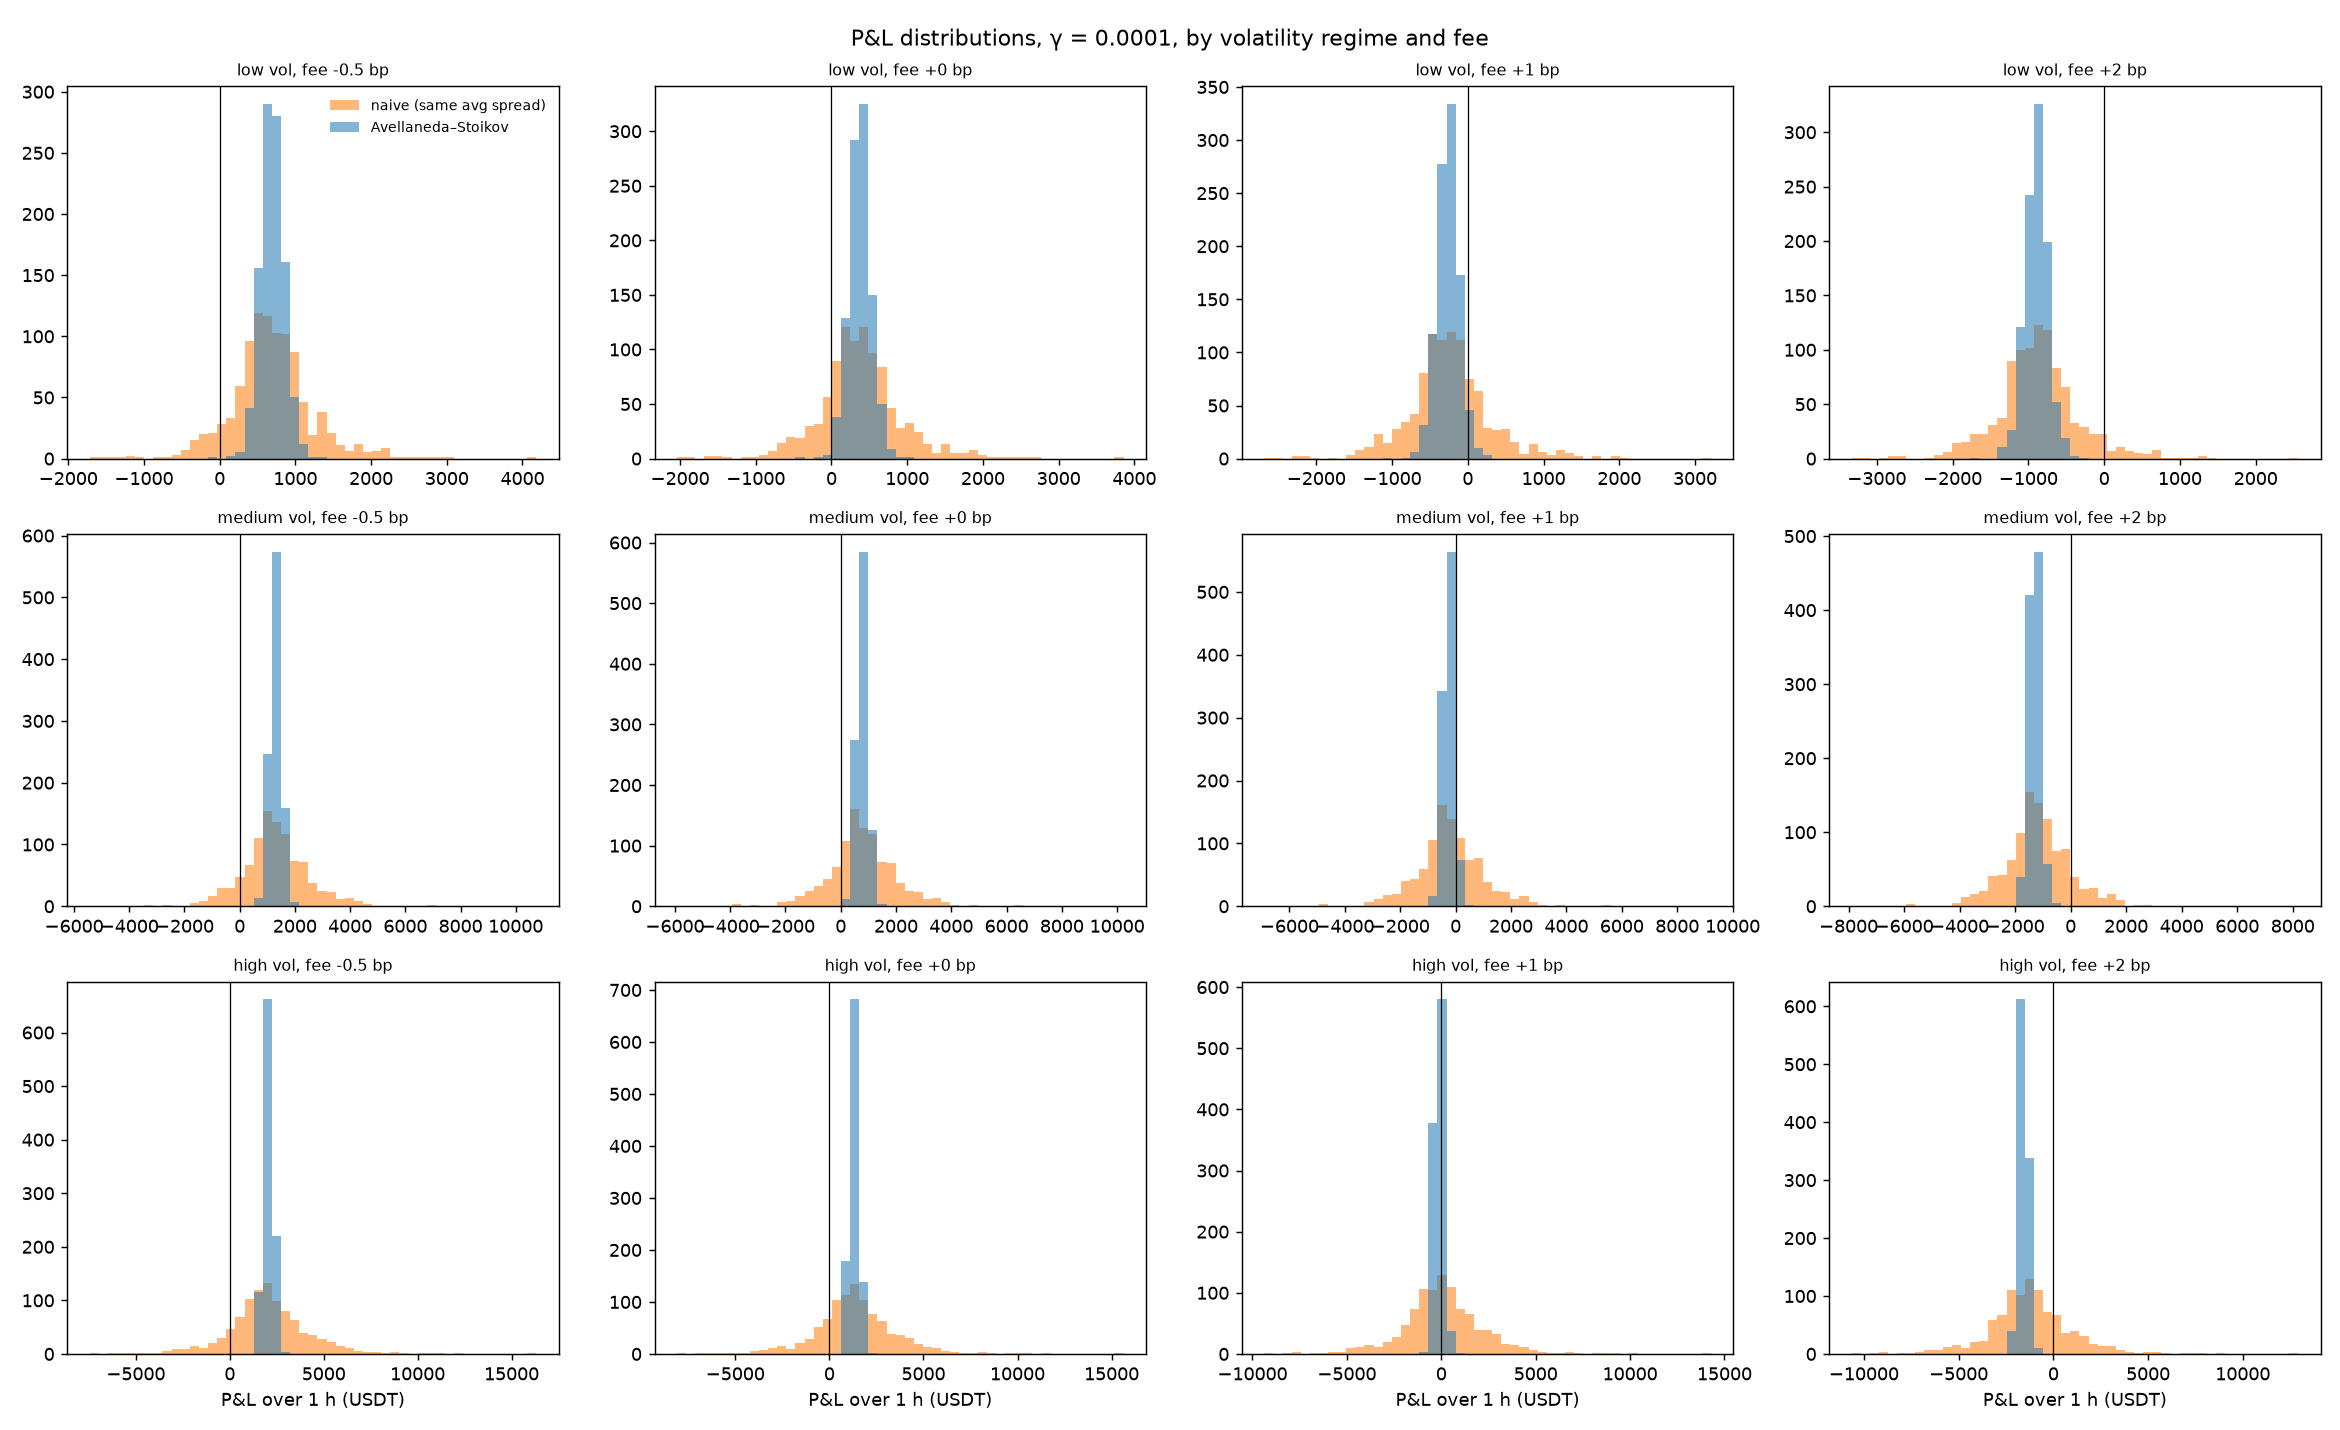 P&L distributions, γ = 0.0001, by volatility regime and fee
low vol, fee -0.5 bp
300
250
200
150
100
50
0
−2000 −1000 0 1000 2000 3000 4000
naive (same avg spread)
Avellaneda–Stoikov
low vol, fee +0 bp
300
250
200
150
100
50
0
−2000 −1000 0 1000 2000 3000 4000
low vol, fee +1 bp
350
300
250
200
150
100
50
0
−2000 −1000 0 1000 2000 3000
low vol, fee +2 bp
300
250
200
150
100
50
0
−3000 −2000 −1000 0 1000 2000
medium vol, fee -0.5 bp
600
500
400
300
200
100
0
−6000 −4000 −2000 0 2000 4000 6000 8000 10000
medium vol, fee +0 bp
600
500
400
300
200
100
0
−6000 −4000 −2000 0 2000 4000 6000 8000 10000
medium vol, fee +1 bp
500
400
300
200
100
0
−6000 −4000 −2000 0 2000 4000 6000 8000 10000
medium vol, fee +2 bp
500
400
300
200
100
0
−8000 −6000 −4000 −2000 0 2000 4000 6000 8000
high vol, fee -0.5 bp
600
500
400
300
200
100
0
−5000 0 5000 10000 15000
P&L over 1 h (USDT)
high vol, fee +0 bp
700
600
500
400
300
200
100
0
−5000 0 5000 10000 15000
P&L over 1 h (USDT)
high vol, fee +1 bp
600
500
400
300
200
100
0
−10000 −5000 0 5000 10000 15000
P&L over 1 h (USDT)
high vol, fee +2 bp
600
500
400
300
200
100
0
−10000 −5000 0 5000 10000
P&L over 1 h (USDT)